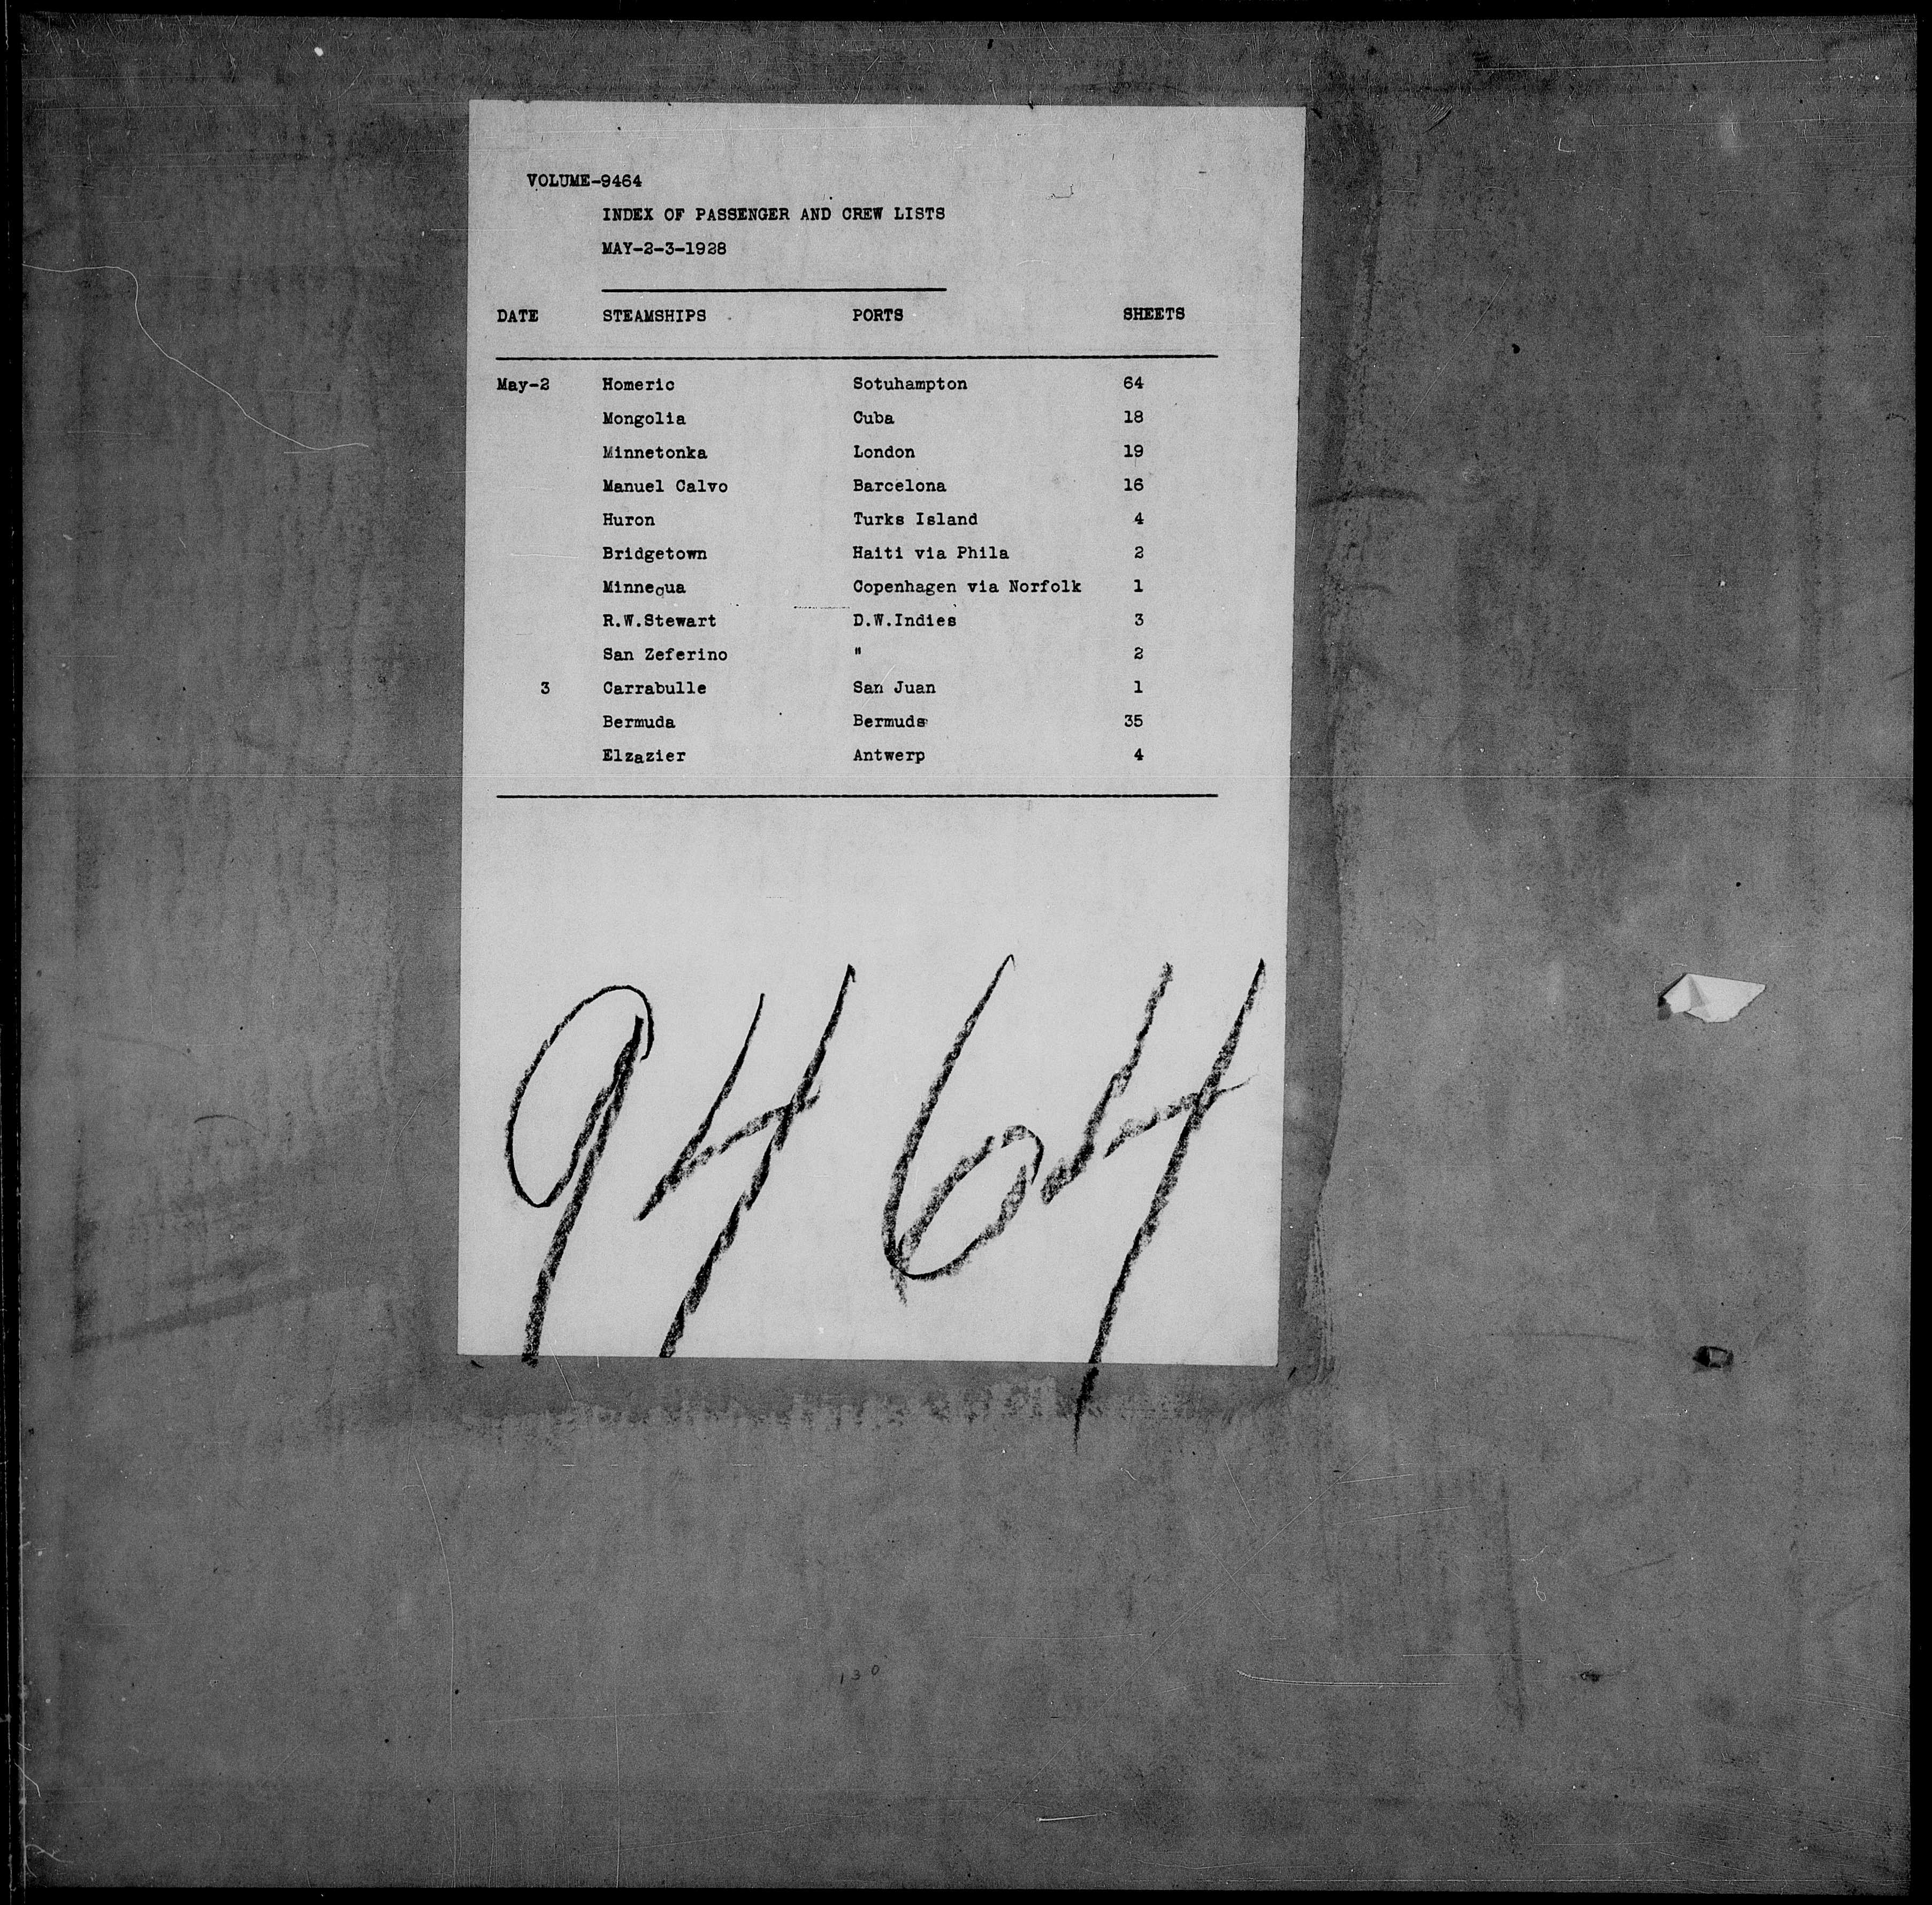 VOLUME-9464
INDEX OF PASSENGER AND CREW LISTS
MAY-2-3-1928
DATE STEAMSHIPS PORTS SHEETS
May-2 Homeric Sotuhampton 64
Mongolia Cuba 18
Minnetonka London 19
Manuel Calvo Barcelona 16
Huron Turks Island 4
Bridgetown Haiti via Phila 2
Minnequa Copenhagen via Norfolk 1
R.W.Stewart D.W.Indies 3
San Zeferino " 2
3 Carrabulle San Juan 1
Bermuda Bermuda 35
Elzazier Antwerp 4
9464
130